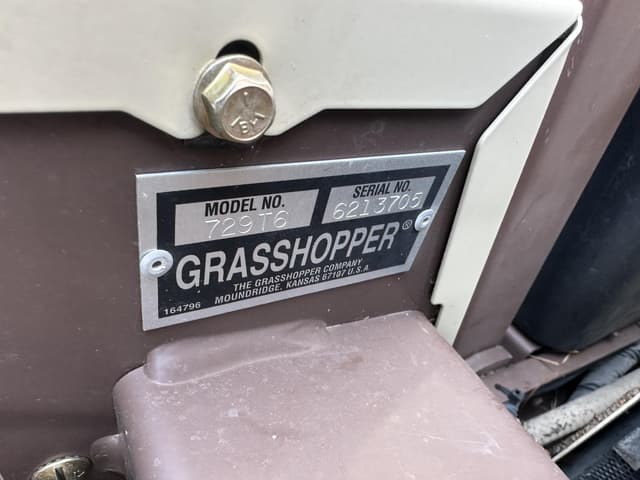 MODEL NO. SERIAL NO.
729T6 6213705
GRASSHOPPER®
THE GRASSHOPPER COMPANY
MOUNDRIDGE, KANSAS 67107 U.S.A.
164796